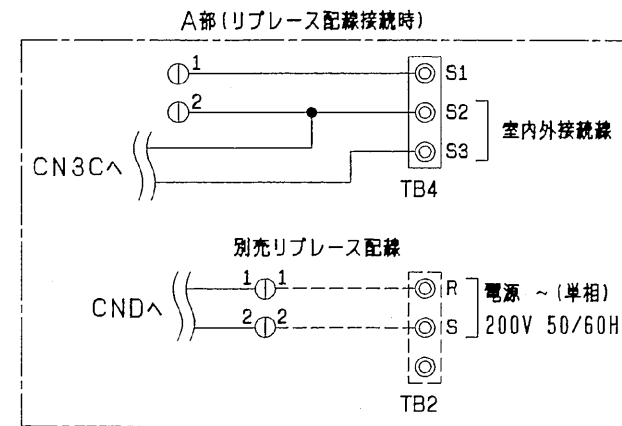 A部(リプレース配線接続時)
1
S1
2
S2
室内外接続線
S3
CN3Cへ
TB4
別売リプレース配線
1 1
R
電源 ~(単相)
CNDへ
2 2
S
200V 50/60H
TB2